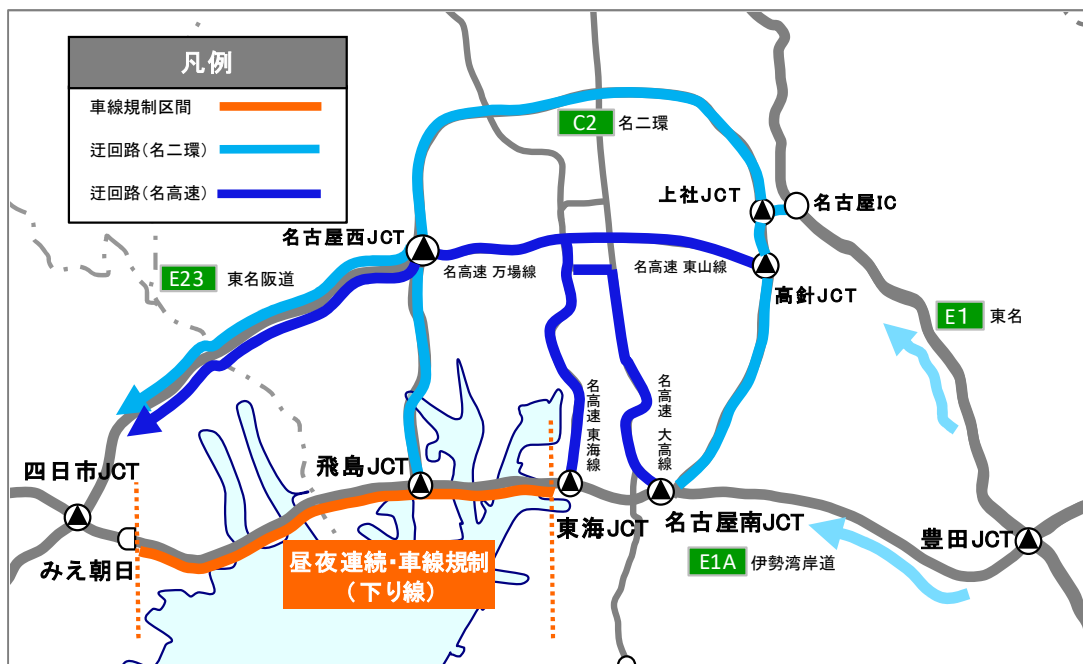 凡例
車線規制区間
迂回路(名二環)
迂回路(名高速)
C2 名二環
上社JCT
名古屋IC
名古屋西JCT
E23 東名阪道
名高速 万場線
名高速 東山線
高針JCT
E1 東名
名高速 東海線
名高速 大高線
四日市JCT
飛島JCT
東海JCT
名古屋南JCT
豊田JCT
みえ朝日
昼夜連続・車線規制
(下り線)
E1A 伊勢湾岸道